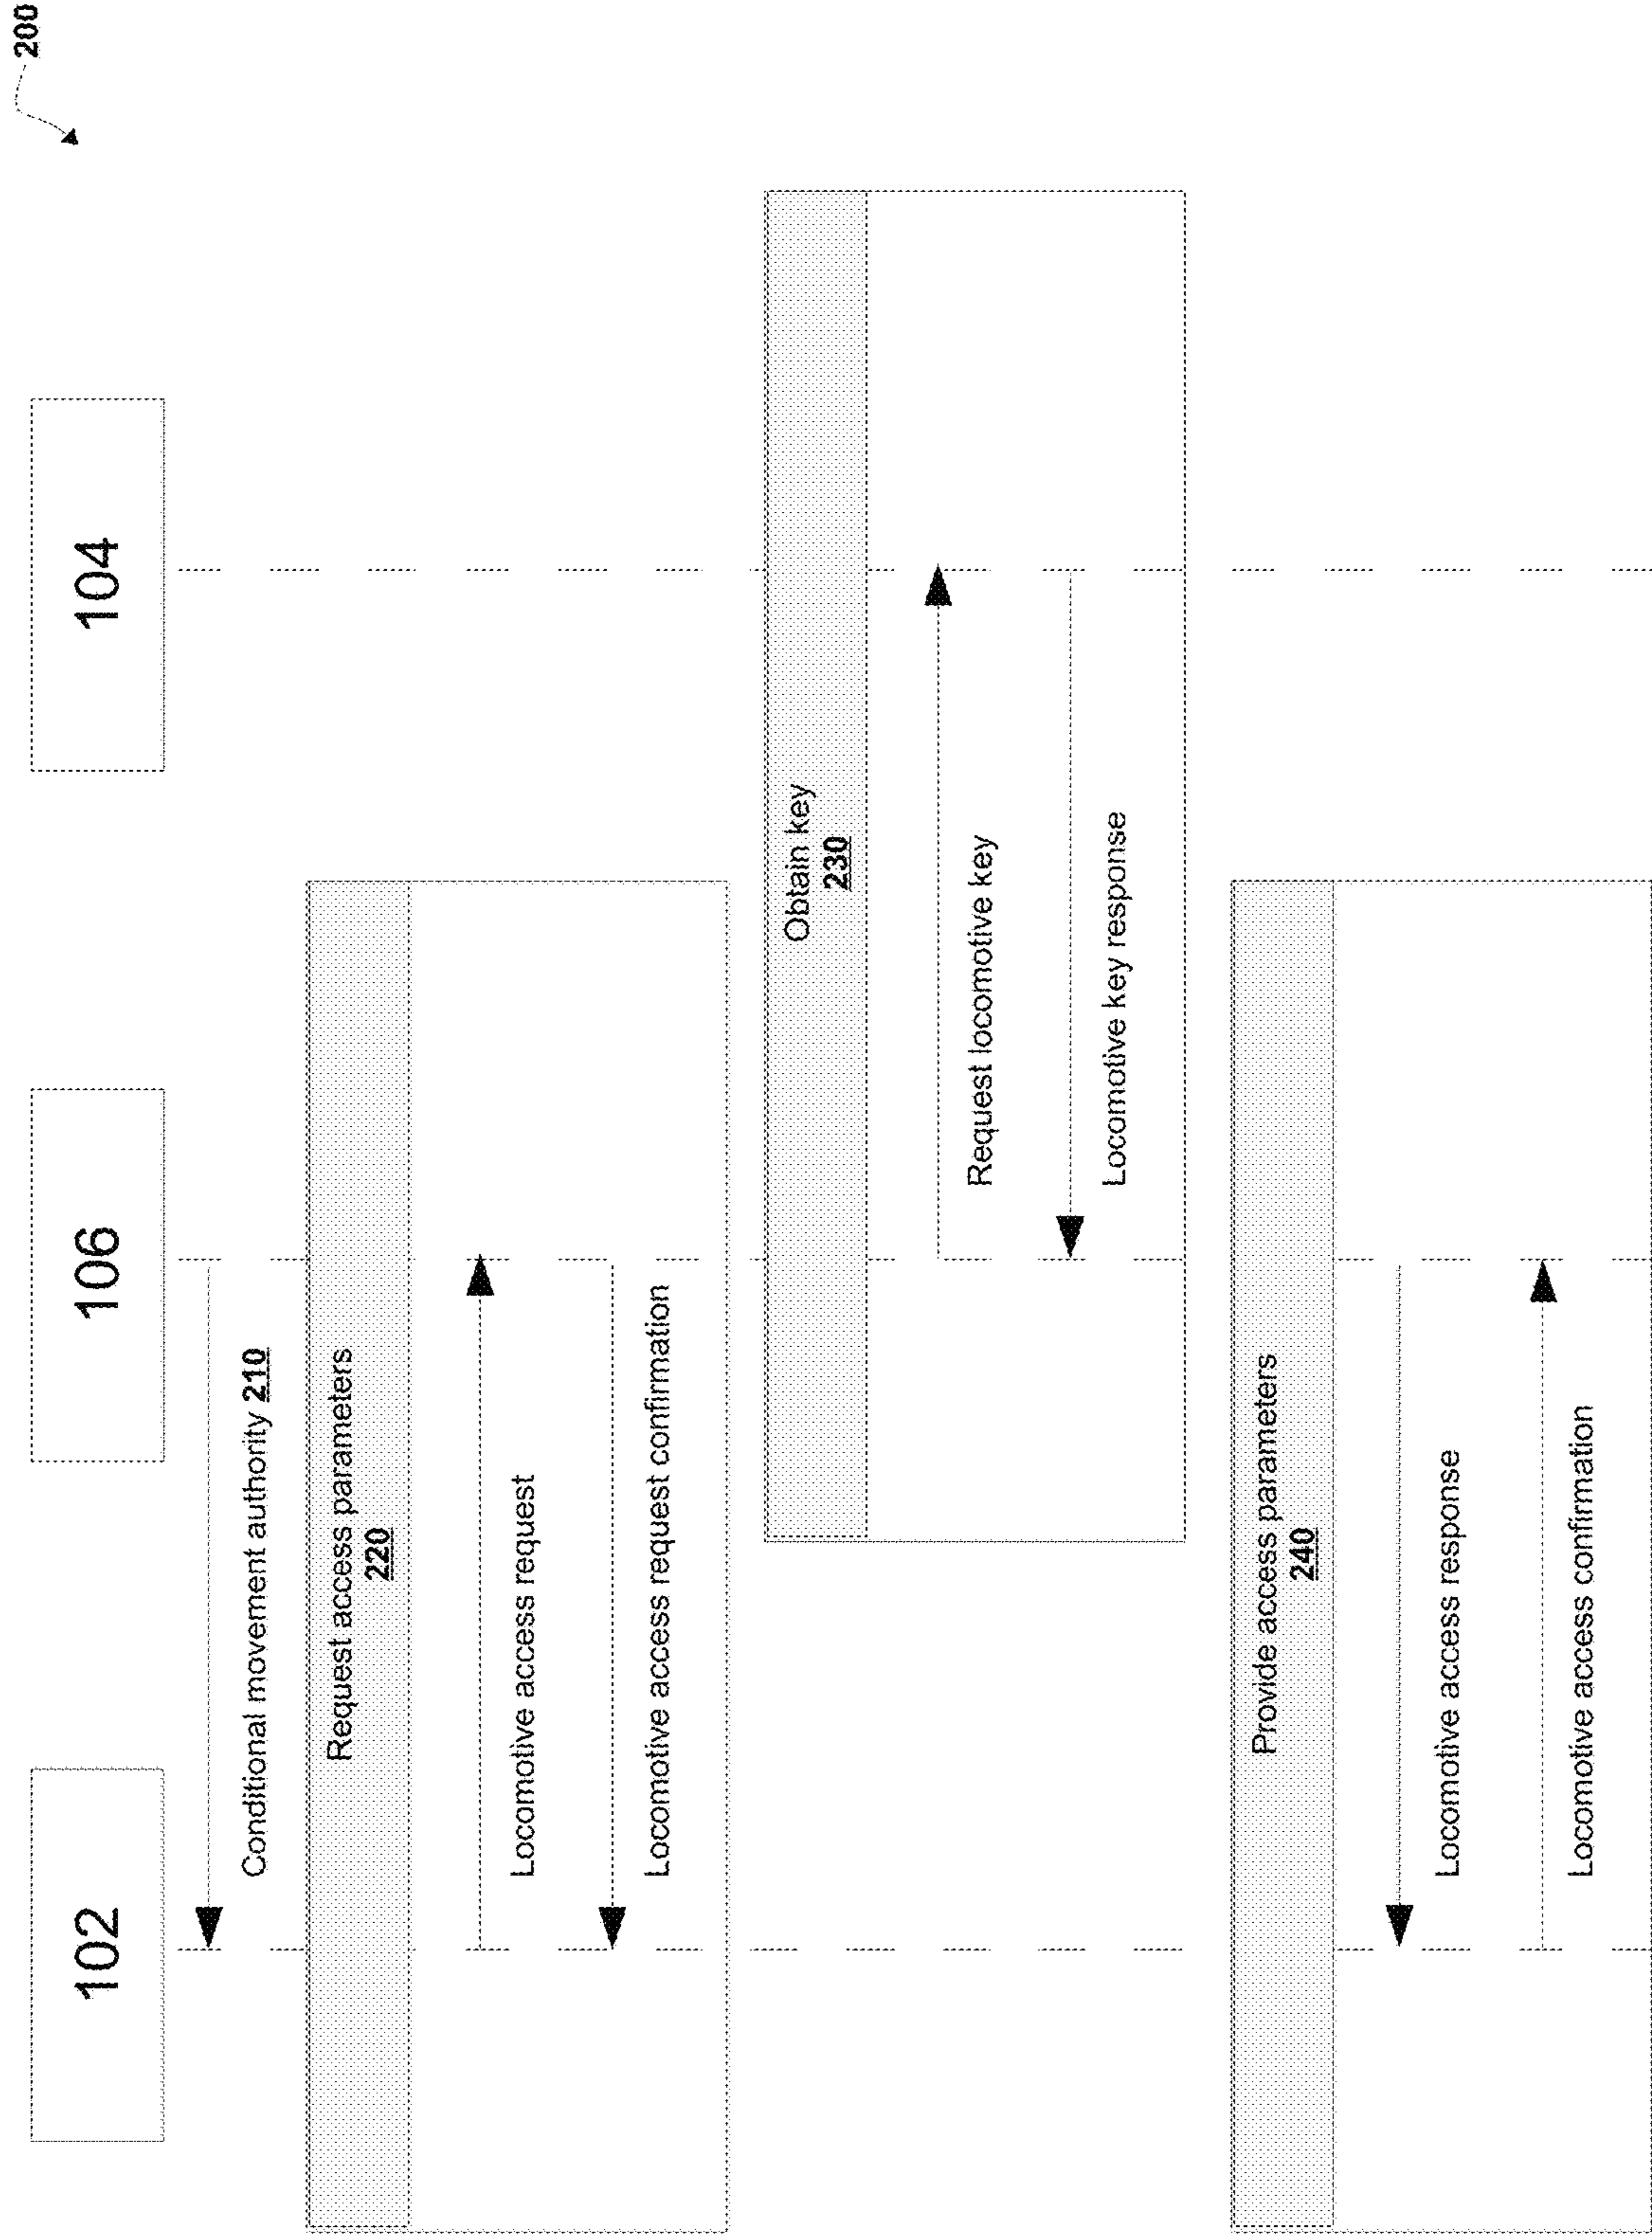 200
102
106
104
Conditional movement authority 210
Request access parameters
220
Locomotive access request
Locomotive access request confirmation
Obtain key
230
Request locomotive key
Locomotive key response
Provide access parameters
240
Locomotive access response
Locomotive access confirmation